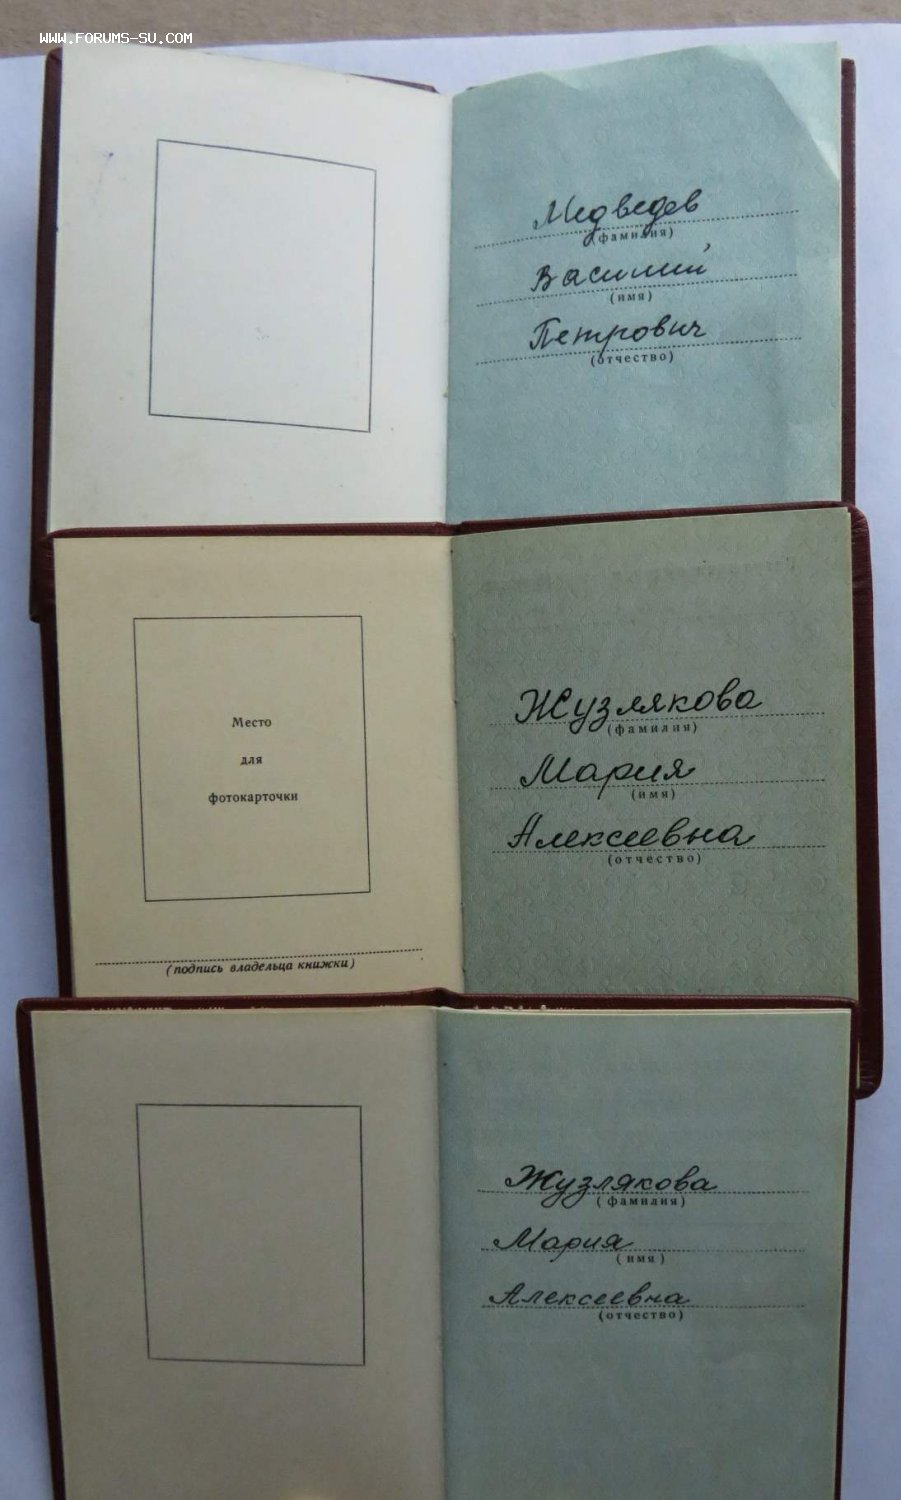 WWW.FORUMS-SU.COM
Медведев
(фамилия)
Василий
(имя)
Петрович
(отчество)
Место
для
фотокарточки
(подпись владельца книжки)
Жузлякова
(фамилия)
Мария
(имя)
Алексеевна
(отчество)
Жузлякова
(фамилия)
Мария
(имя)
Алексеевна
(отчество)